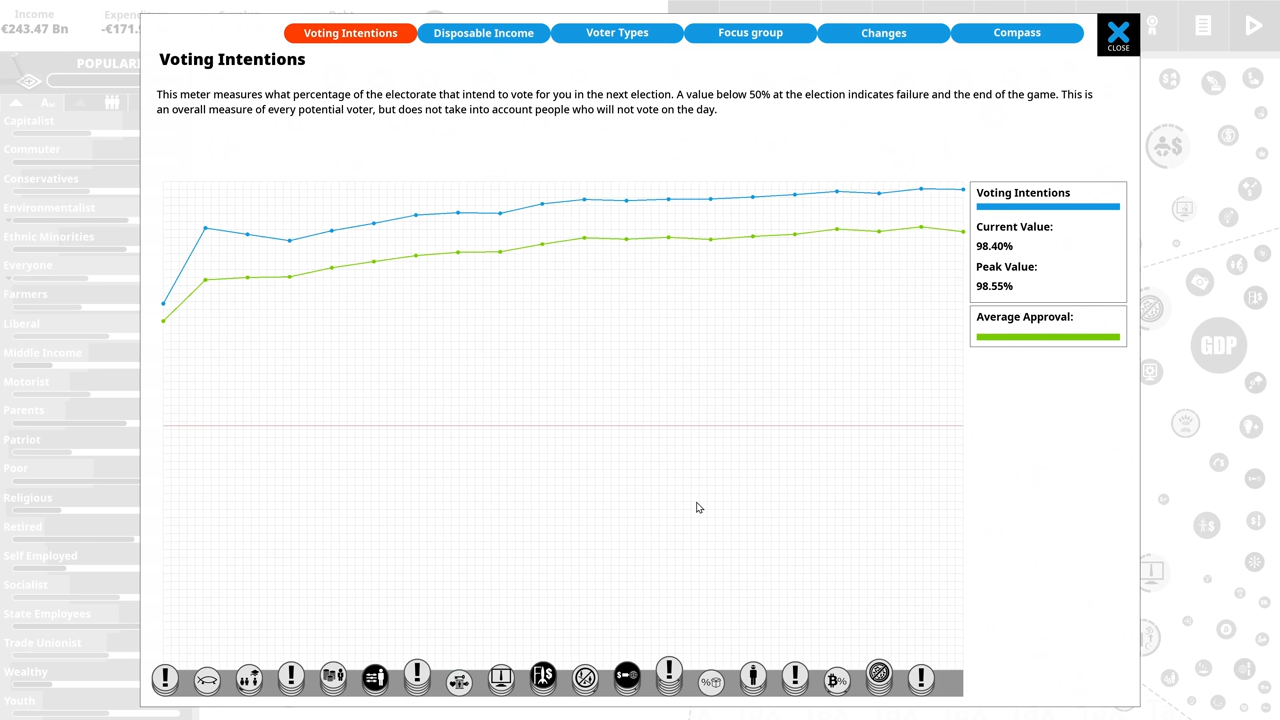 Income
€243.47 Bn
-€171.
Voting Intentions
Disposable Income
Voter Types
Focus group
Changes
Compass
CLOSE
Voting Intentions
This meter measures what percentage of the electorate that intend to vote for you in the next election. A value below 50% at the election indicates failure and the end of the game. This is
an overall measure of every potential voter, but does not take into account people who will not vote on the day.
Voting Intentions
Current Value:
98.40%
Peak Value:
98.55%
Average Approval:
Capitalist
Commuter
Conservatives
Environmentalist
Ethnic Minorities
Everyone
Farmers
Liberal
Middle Income
Motorist
Parents
Patriot
Poor
Religious
Retired
Self Employed
Socialist
State Employees
Trade Unionist
Wealthy
Youth
GDP